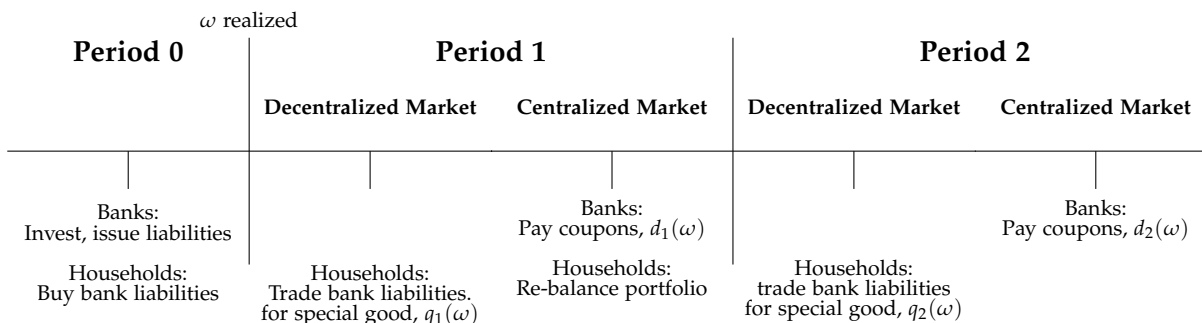 ω realized
Period 0
Period 1
Period 2
Decentralized Market
Centralized Market
Decentralized Market
Centralized Market
Banks:
Invest, issue liabilities
Banks:
Pay coupons, d₁(ω)
Banks:
Pay coupons, d₂(ω)
Households:
Buy bank liabilities
Households:
Trade bank liabilities.
for special good, q₁(ω)
Households:
Re-balance portfolio
Households:
trade bank liabilities
for special good, q₂(ω)